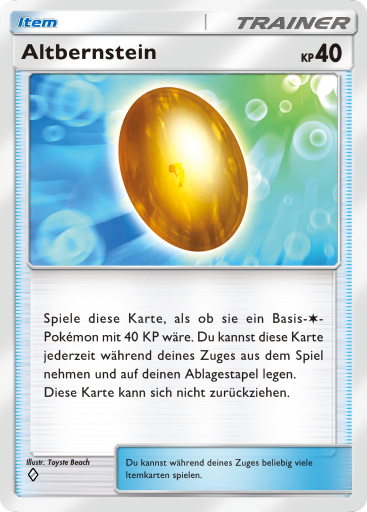 Item TRAINER
Altbernstein KP40
Spiele diese Karte, als ob sie ein Basis-✶-
Pokémon mit 40 KP wäre. Du kannst diese Karte
jederzeit während deines Zuges aus dem Spiel
nehmen und auf deinen Ablagestapel legen.
Diese Karte kann sich nicht zurückziehen.
Illustr. Toyste Beach
Du kannst während deines Zuges beliebig viele
Itemkarten spielen.